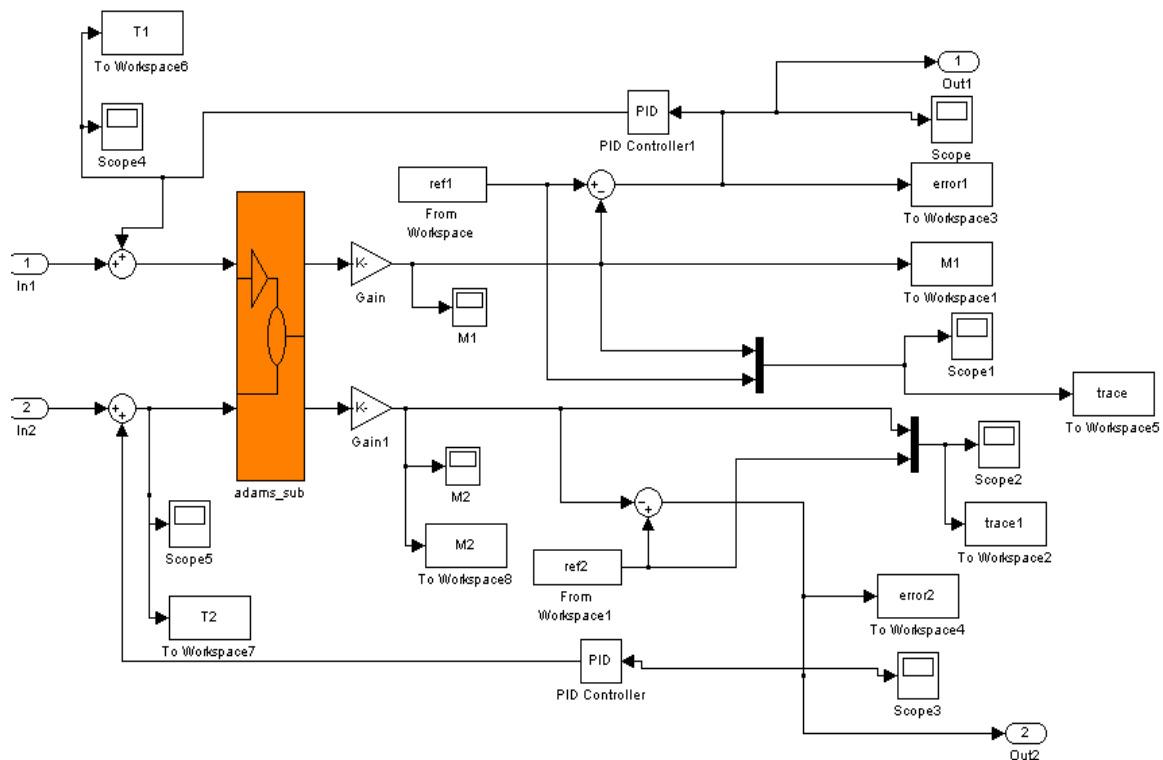 T1
To Workspace6
1
Out1
PID
PID Controller1
Scope4
Scope
ref1
From
Workspace
error1
To Workspace3
1
In1
K-
Gain
M1
M1
To Workspace1
Scope1
trace
To Workspace5
2
In2
K-
Gain1
adams_sub
M2
Scope2
Scope5
M2
To Workspace8
trace1
To Workspace2
ref2
From
Workspace1
T2
To Workspace7
error2
To Workspace4
PID
PID Controller
Scope3
2
Out2